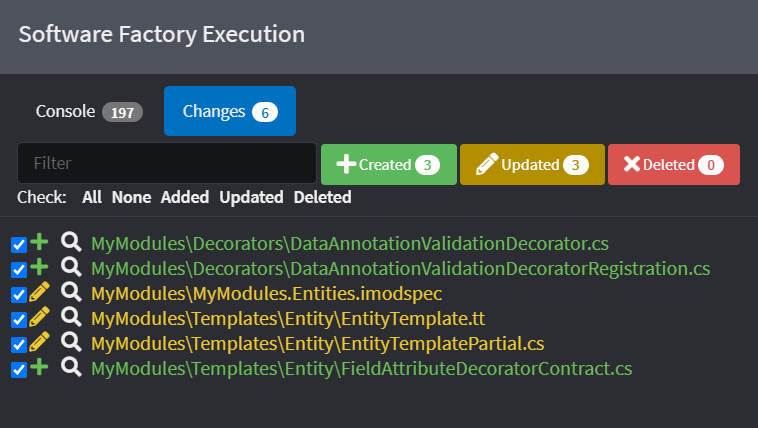 Software Factory Execution
Console 197 Changes 6
Filter Created 3 Updated 3 Deleted 0
Check: All None Added Updated Deleted
MyModules\Decorators\DataAnnotationValidationDecorator.cs
MyModules\Decorators\DataAnnotationValidationDecoratorRegistration.cs
MyModules\MyModules.Entities.imodspec
MyModules\Templates\Entity\EntityTemplate.tt
MyModules\Templates\Entity\EntityTemplatePartial.cs
MyModules\Templates\Entity\FieldAttributeDecoratorContract.cs